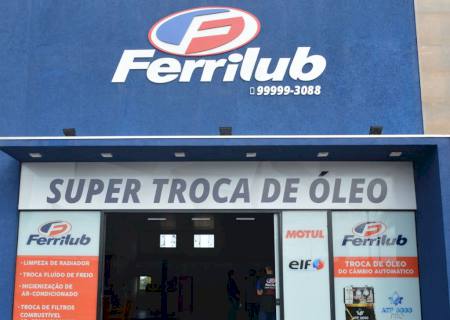 F
Ferrilub
99999-3088
SUPER TROCA DE ÓLEO
Ferrilub
• LIMPEZA DE RADIADOR
• TROCA FLUÍDO DE FREIO
• HIGIENIZAÇÃO DE
AR-CONDICIONADO
• TROCA DE FILTROS
COMBUSTÍVEL
MOTUL
elf
Ferrilub
TROCA DE ÓLEO
DO CÂMBIO AUTOMÁTICO